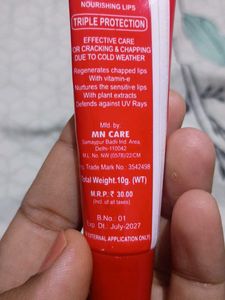 NOURISHING LIPS
TRIPLE PROTECTION
EFFECTIVE CARE
OR CRACKING & CHAPPING
DUE TO COLD WEATHER
Regenerates chapped lips
With vitamin-e
Nurtures the sensitive lips
With plant extracts
Defends against UV Rays
Mfd. by
MN CARE
Samaypur Badli Ind. Area,
Delhi-110042
M.L. No. NW (0578)/22CM
Trade Mark No.: 3542498
Total Weight:10g. (WT)
M.R.P.: ₹ 30.00
(Incl. of all taxes)
B.No.: 01
Exp. Dt.: July-2027
EXTERNAL APPLICATION ONLY)